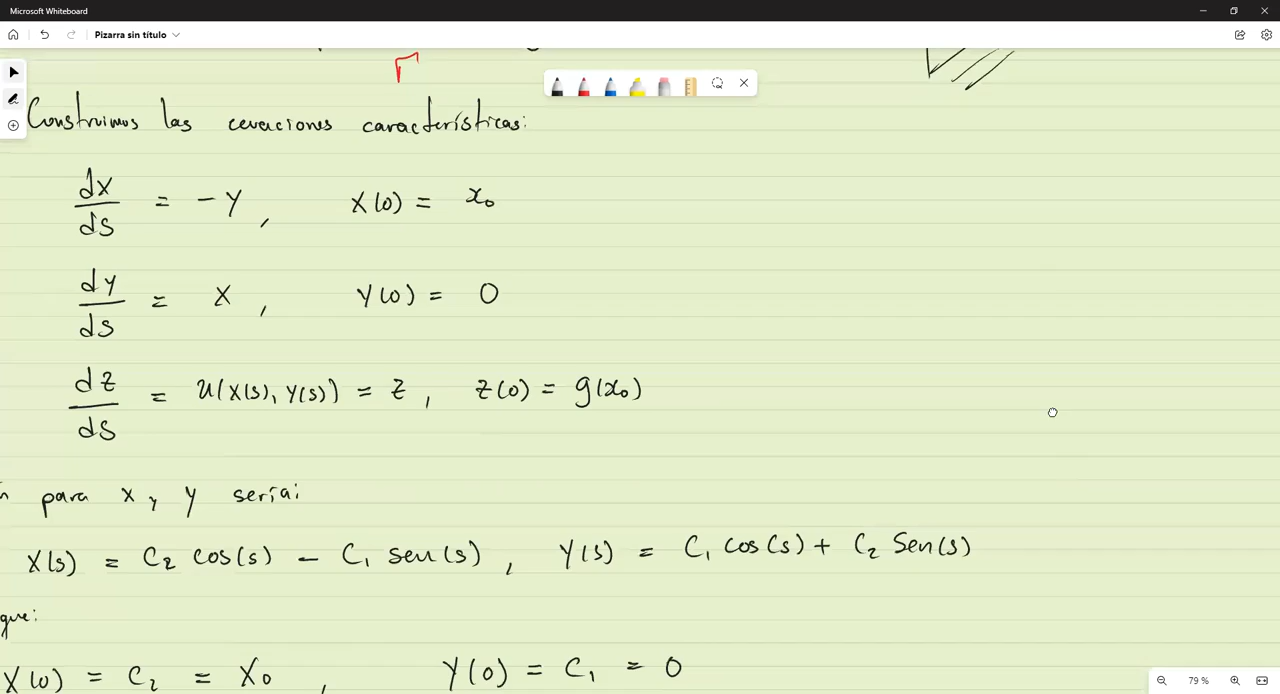 Microsoft Whiteboard
Pizarra sin título
Construimos las ecuaciones características:
dX/ds = - Y, X(0) = x₀
dY/ds = X, Y(0) = 0
dZ/ds = u(X(s), Y(s)) = Z, Z(0) = g(x₀)
para X y Y sería:
X(s) = C₂ cos(s) - C₁ sen(s), Y(s) = C₁ cos(s) + C₂ Sen(s)
que:
X(0) = C₂ = X₀, Y(0) = C₁ = 0
79 %